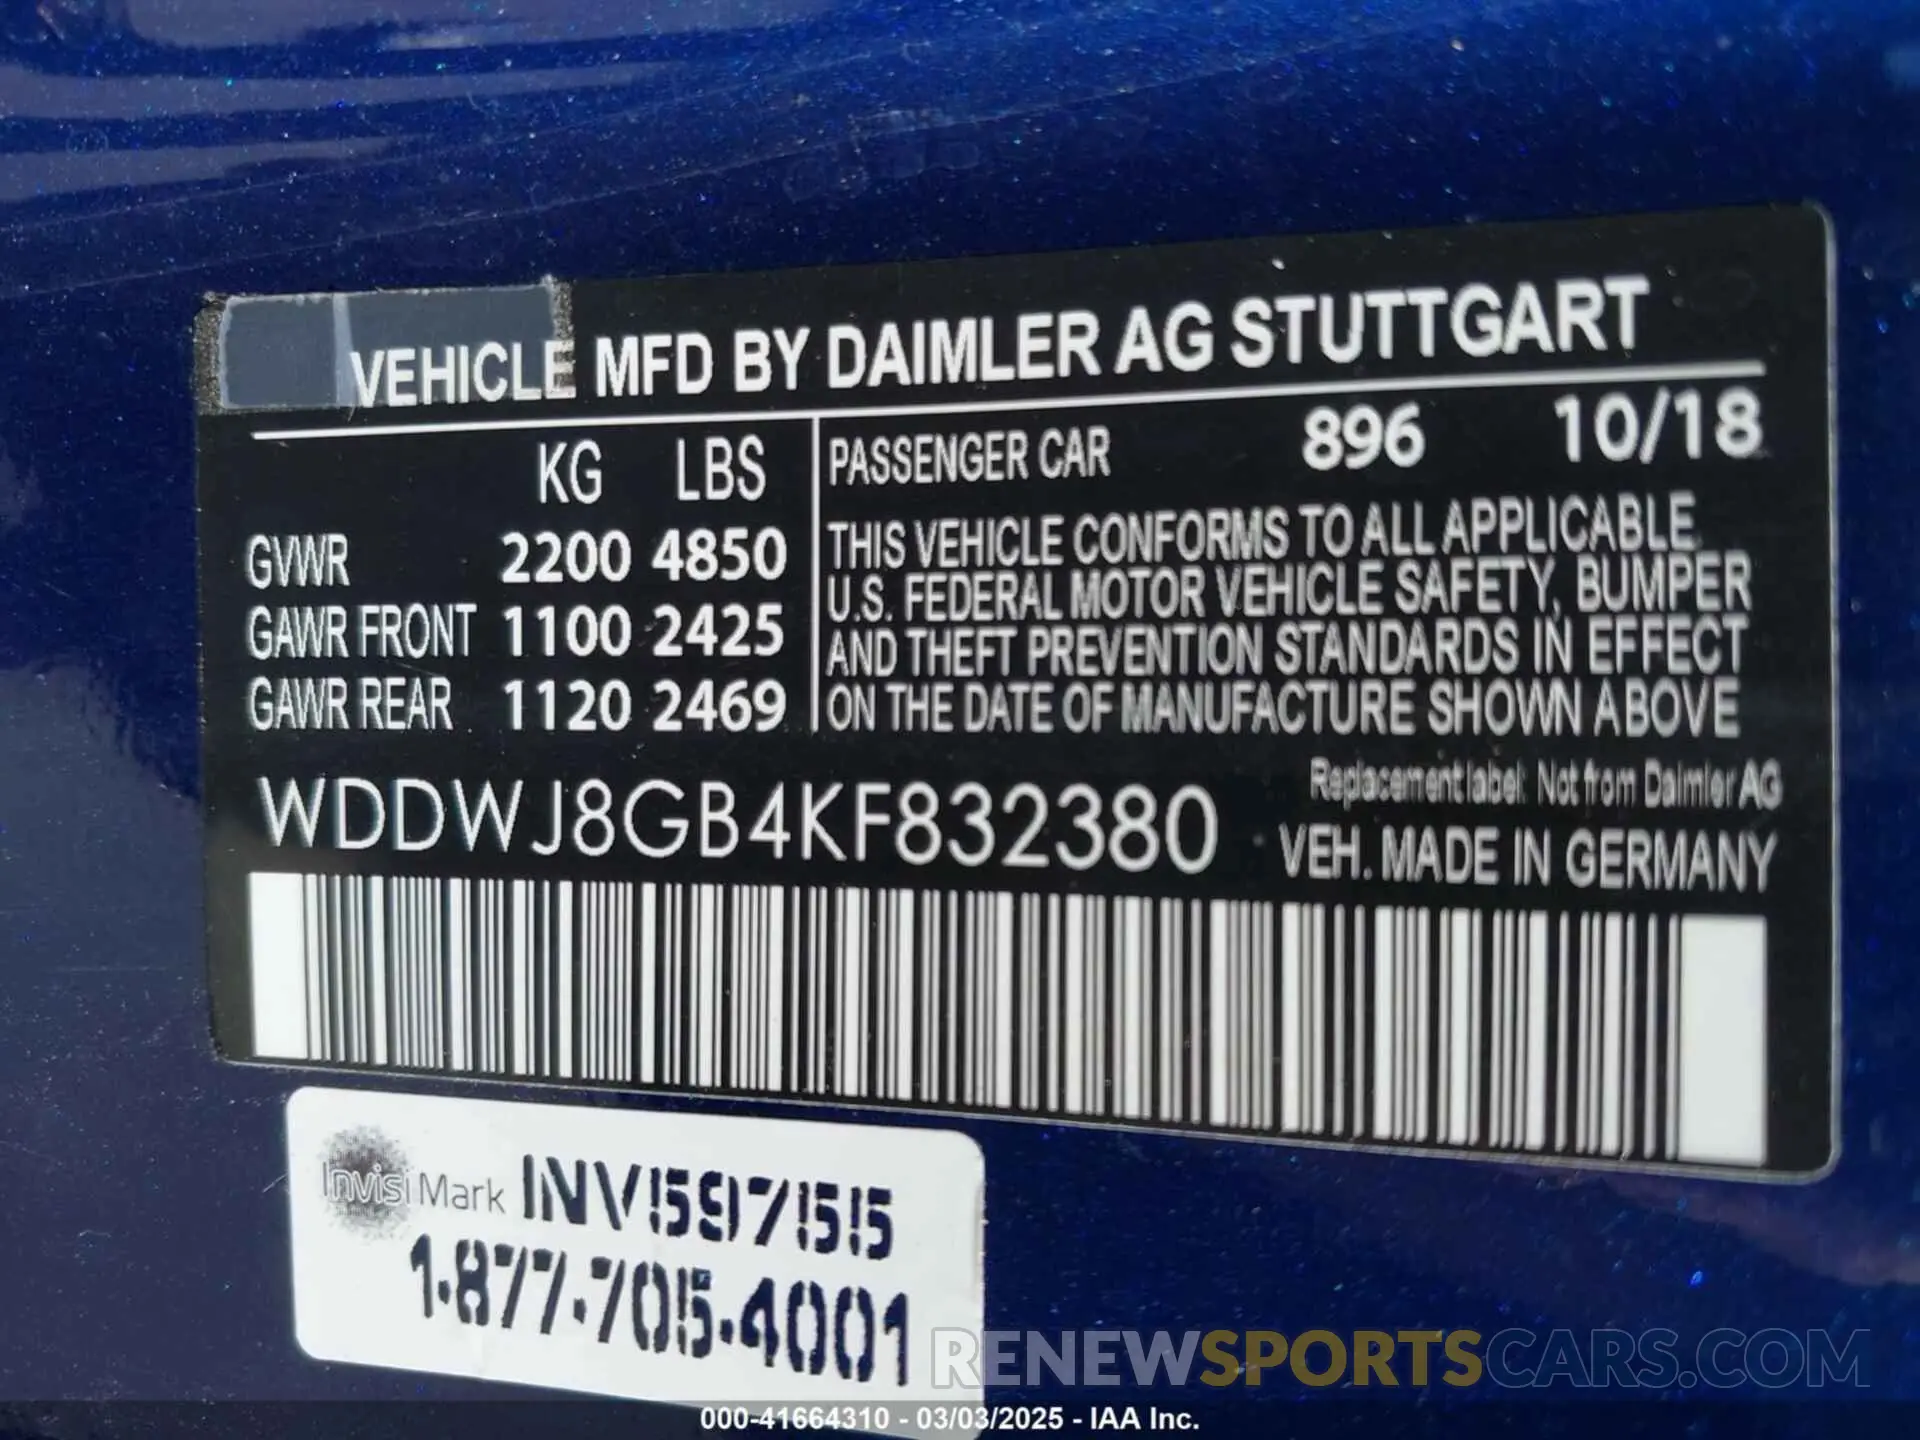 VEHICLE MFD BY DAIMLER AG STUTTGART
KG LBS
GVWR 2200 4850
GAWR FRONT 1100 2425
GAWR REAR 1120 2469
PASSENGER CAR 896 10/18
THIS VEHICLE CONFORMS TO ALL APPLICABLE
U.S. FEDERAL MOTOR VEHICLE SAFETY, BUMPER
AND THEFT PREVENTION STANDARDS IN EFFECT
ON THE DATE OF MANUFACTURE SHOWN ABOVE
Replacement label: Not from Daimler AG
WDDWJ8GB4KF832380
VEH. MADE IN GERMANY
InvisiMark INV59755
1-877-705-4001
RENEWSPORTSCARS.COM
000-41664310 - 03/03/2025 - IAA Inc.